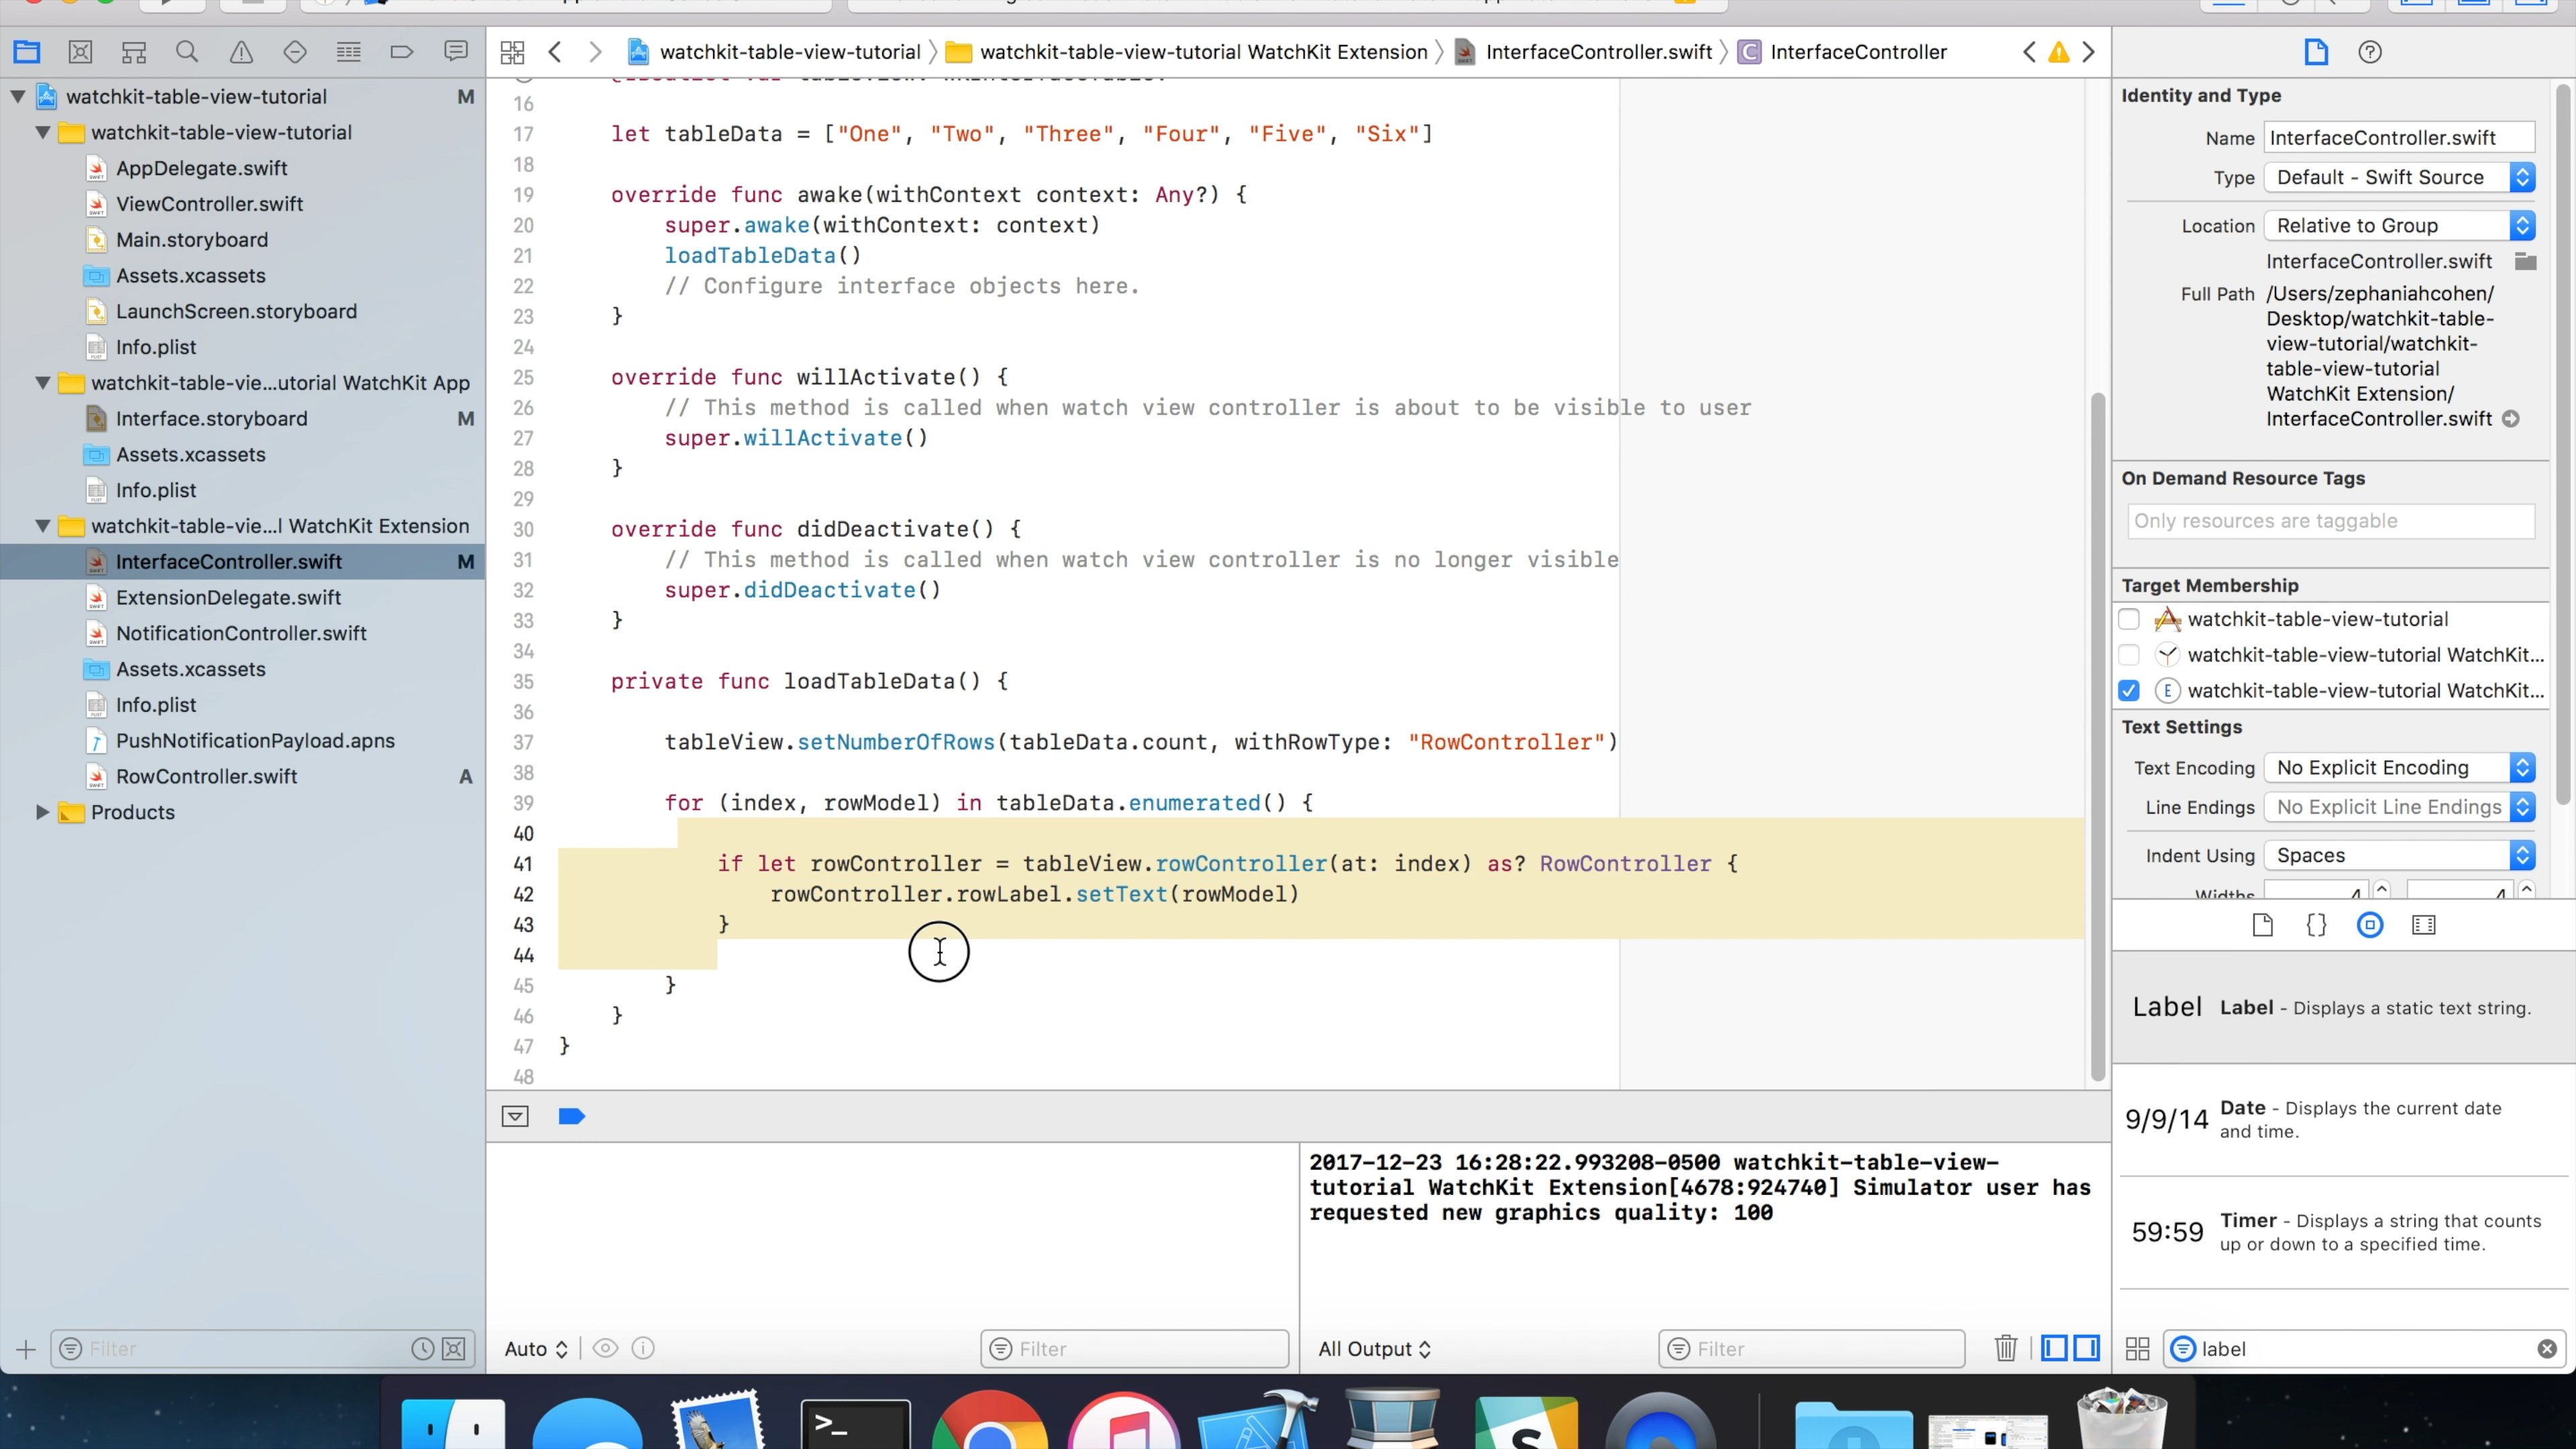 watchkit-table-view-tutorial
watchkit-table-view-tutorial WatchKit Extension
InterfaceController.swift
C InterfaceController
watchkit-table-view-tutorial M
watchkit-table-view-tutorial
AppDelegate.swift
ViewController.swift
Main.storyboard
Assets.xcassets
LaunchScreen.storyboard
Info.plist
watchkit-table-vie...utorial WatchKit App
Interface.storyboard M
Assets.xcassets
Info.plist
watchkit-table-vie...l WatchKit Extension
InterfaceController.swift M
ExtensionDelegate.swift
NotificationController.swift
Assets.xcassets
Info.plist
PushNotificationPayload.apns
RowController.swift A
Products
Filter
16
17 let tableData = ["One", "Two", "Three", "Four", "Five", "Six"]
18
19 override func awake(withContext context: Any?) {
20 super.awake(withContext: context)
21 loadTableData()
22 // Configure interface objects here.
23 }
24
25 override func willActivate() {
26 // This method is called when watch view controller is about to be visible to user
27 super.willActivate()
28 }
29
30 override func didDeactivate() {
31 // This method is called when watch view controller is no longer visible
32 super.didDeactivate()
33 }
34
35 private func loadTableData() {
36
37 tableView.setNumberOfRows(tableData.count, withRowType: "RowController")
38
39 for (index, rowModel) in tableData.enumerated() {
40
41 if let rowController = tableView.rowController(at: index) as? RowController {
42 rowController.rowLabel.setText(rowModel)
43 }
44
45 }
46 }
47 }
48
2017-12-23 16:28:22.993208-0500 watchkit-table-view-
tutorial WatchKit Extension[4678:924740] Simulator user has
requested new graphics quality: 100
Auto
Filter
All Output
Filter
Identity and Type
Name InterfaceController.swift
Type Default - Swift Source
Location Relative to Group
InterfaceController.swift
Full Path /Users/zephaniahcohen/
Desktop/watchkit-table-
view-tutorial/watchkit-
table-view-tutorial
WatchKit Extension/
InterfaceController.swift
On Demand Resource Tags
Only resources are taggable
Target Membership
watchkit-table-view-tutorial
watchkit-table-view-tutorial WatchKit...
E watchkit-table-view-tutorial WatchKit...
Text Settings
Text Encoding No Explicit Encoding
Line Endings No Explicit Line Endings
Indent Using Spaces
Widths 4 4
{}
Label Label - Displays a static text string.
9/9/14 Date - Displays the current date
and time.
59:59 Timer - Displays a string that counts
up or down to a specified time.
label
>_